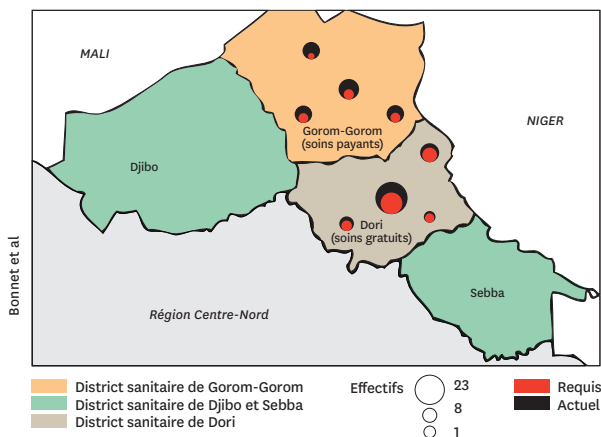 MALI
NIGER
Gorom-Gorom
(soins payants)
Djibo
Dori
(soins gratuits)
Sebba
Région Centre-Nord
Bonnet et al
District sanitaire de Gorom-Gorom
District sanitaire de Djibo et Sebba
District sanitaire de Dori
Effectifs
23
8
1
Requis
Actuel